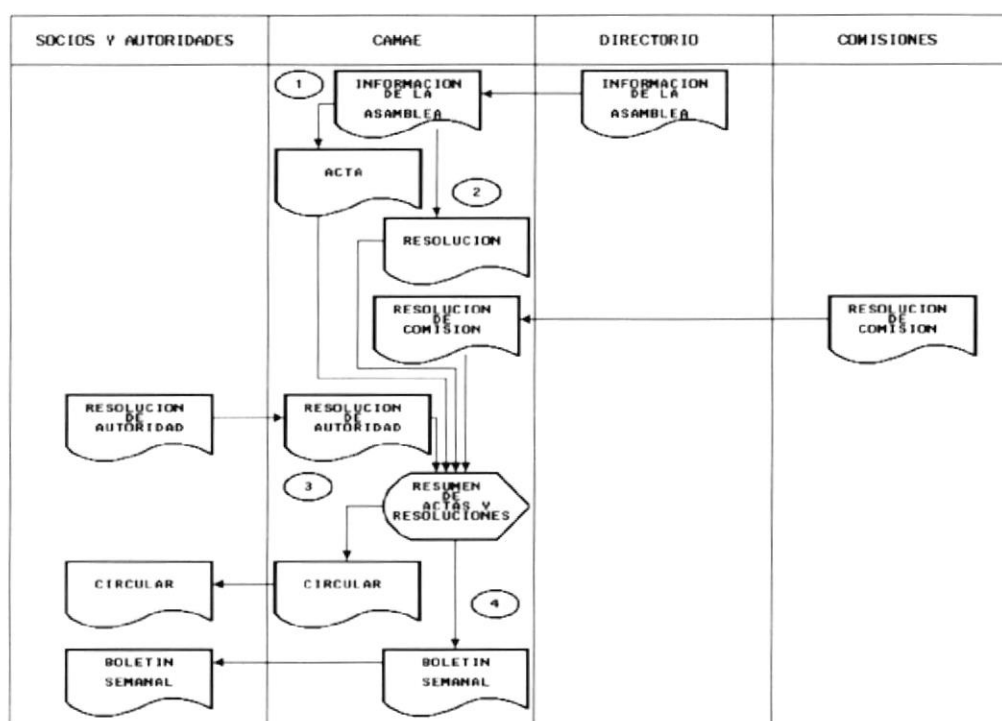 SOCIOS Y AUTORIDADES
CAMAE
DIRECTORIO
COMISIONES
1
INFORMACION
DE LA
ASAMBLEA
INFORMACION
DE LA
ASAMBLEA
ACTA
2
RESOLUCION
RESOLUCION
DE
COMISION
RESOLUCION
DE
COMISION
RESOLUCION
DE
AUTORIDAD
RESOLUCION
DE
AUTORIDAD
3
RESUMEN
DE
ACTAS Y
RESOLUCIONES
CIRCULAR
CIRCULAR
4
BOLETIN
SEMANAL
BOLETIN
SEMANAL